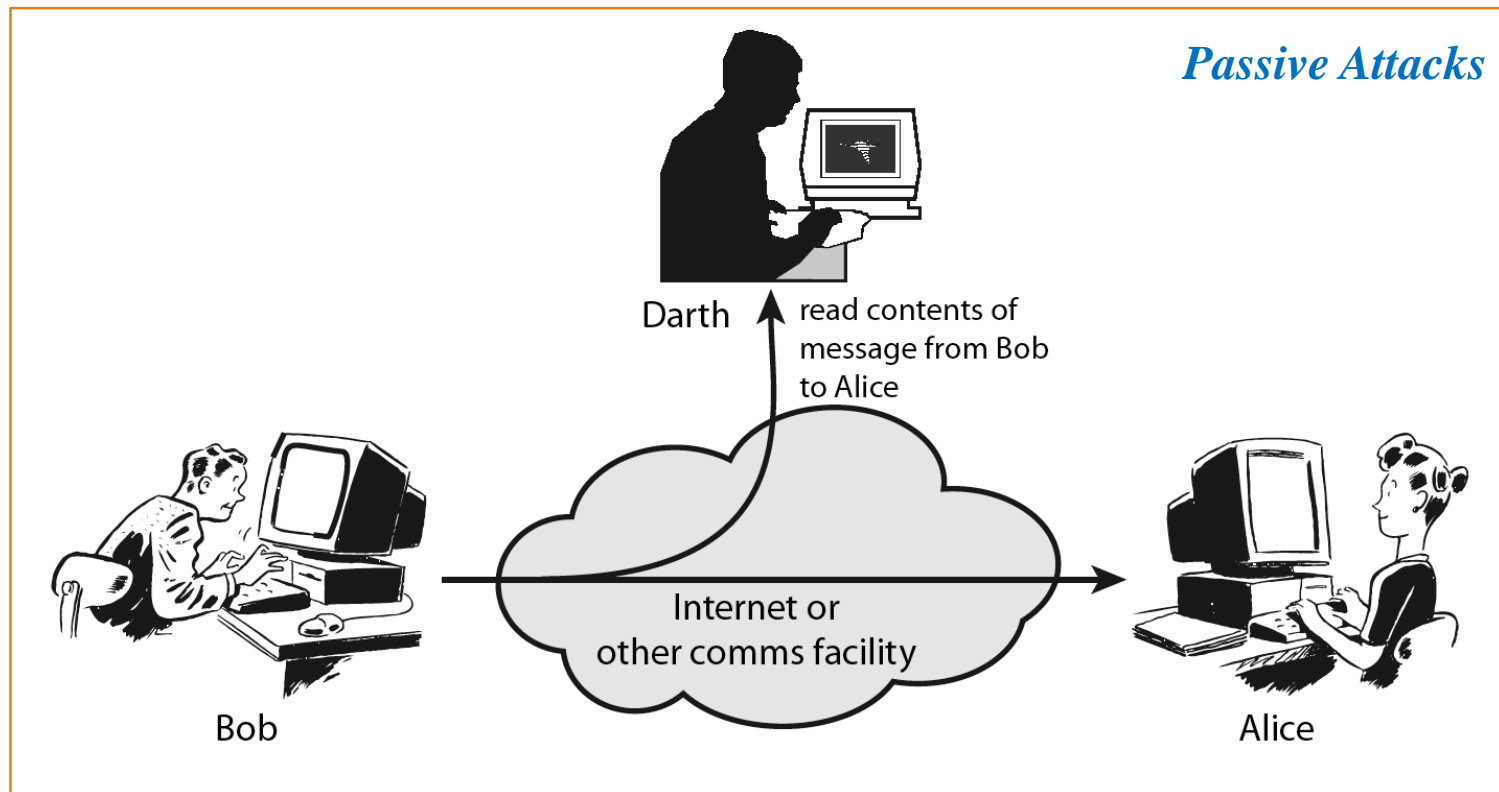 Passive Attacks
Darth
read contents of
message from Bob
to Alice
Internet or
other comms facility
Bob
Alice